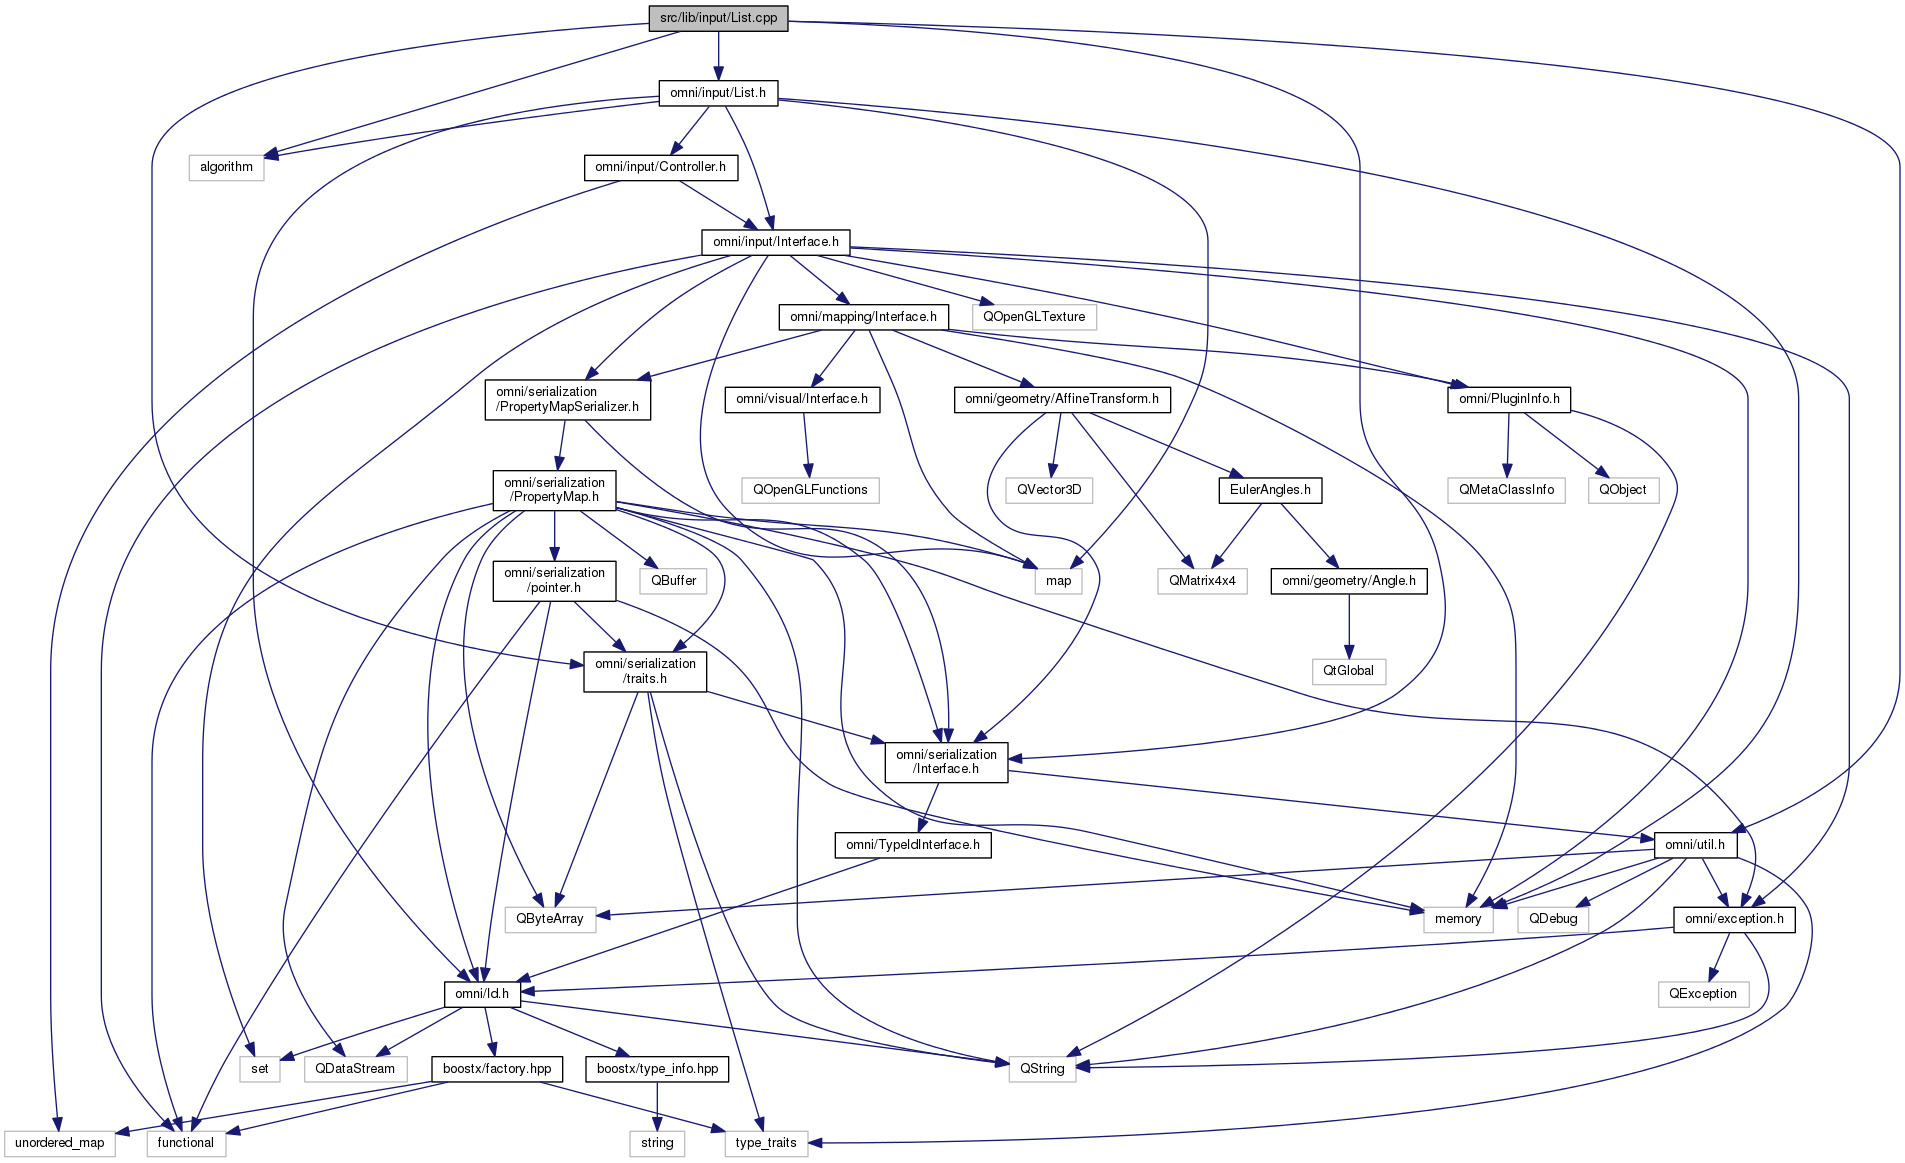 src/lib/input/List.cpp
omni/input/List.h
algorithm
omni/input/Controller.h
omni/input/Interface.h
omni/mapping/Interface.h
QOpenGLTexture
omni/serialization
/PropertyMapSerializer.h
omni/visual/Interface.h
omni/geometry/AffineTransform.h
omni/PluginInfo.h
omni/serialization
/PropertyMap.h
QOpenGLFunctions
QVector3D
EulerAngles.h
QMetaClassInfo
QObject
omni/serialization
/pointer.h
QBuffer
map
QMatrix4x4
omni/geometry/Angle.h
omni/serialization
/traits.h
QtGlobal
omni/serialization
/Interface.h
omni/TypeIdInterface.h
omni/util.h
QByteArray
memory
QDebug
omni/exception.h
omni/Id.h
QException
set
QDataStream
boostx/factory.hpp
boostx/type_info.hpp
QString
unordered_map
functional
string
type_traits